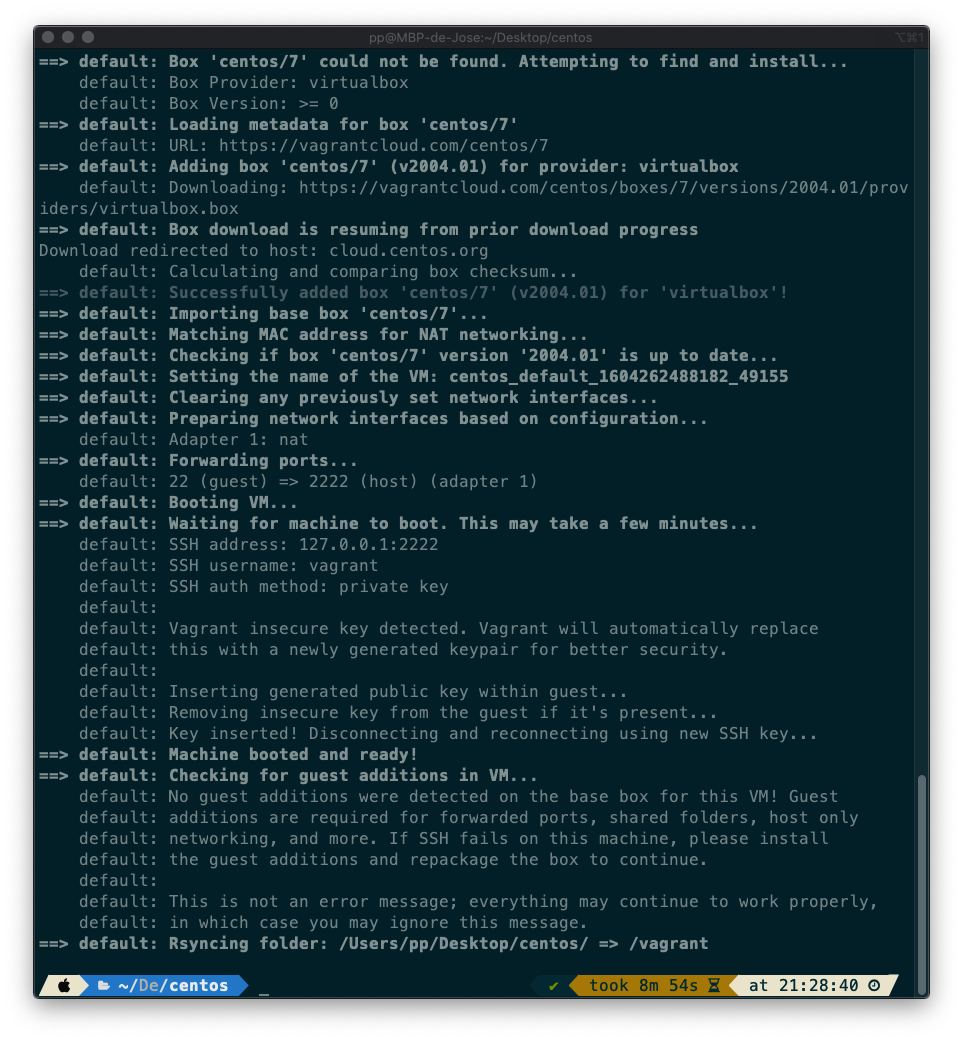 pp@MBP-de-Jose:~/Desktop/centos
⌥⌘1
==> default: Box 'centos/7' could not be found. Attempting to find and install...
    default: Box Provider: virtualbox
    default: Box Version: >= 0
==> default: Loading metadata for box 'centos/7'
    default: URL: https://vagrantcloud.com/centos/7
==> default: Adding box 'centos/7' (v2004.01) for provider: virtualbox
    default: Downloading: https://vagrantcloud.com/centos/boxes/7/versions/2004.01/prov
iders/virtualbox.box
==> default: Box download is resuming from prior download progress
Download redirected to host: cloud.centos.org
    default: Calculating and comparing box checksum...
==> default: Successfully added box 'centos/7' (v2004.01) for 'virtualbox'!
==> default: Importing base box 'centos/7'...
==> default: Matching MAC address for NAT networking...
==> default: Checking if box 'centos/7' version '2004.01' is up to date...
==> default: Setting the name of the VM: centos_default_1604262488182_49155
==> default: Clearing any previously set network interfaces...
==> default: Preparing network interfaces based on configuration...
    default: Adapter 1: nat
==> default: Forwarding ports...
    default: 22 (guest) => 2222 (host) (adapter 1)
==> default: Booting VM...
==> default: Waiting for machine to boot. This may take a few minutes...
    default: SSH address: 127.0.0.1:2222
    default: SSH username: vagrant
    default: SSH auth method: private key
    default:
    default: Vagrant insecure key detected. Vagrant will automatically replace
    default: this with a newly generated keypair for better security.
    default:
    default: Inserting generated public key within guest...
    default: Removing insecure key from the guest if it's present...
    default: Key inserted! Disconnecting and reconnecting using new SSH key...
==> default: Machine booted and ready!
==> default: Checking for guest additions in VM...
    default: No guest additions were detected on the base box for this VM! Guest
    default: additions are required for forwarded ports, shared folders, host only
    default: networking, and more. If SSH fails on this machine, please install
    default: the guest additions and repackage the box to continue.
    default:
    default: This is not an error message; everything may continue to work properly,
    default: in which case you may ignore this message.
==> default: Rsyncing folder: /Users/pp/Desktop/centos/ => /vagrant
~/De/centos _ ✔ took 8m 54s at 21:28:40